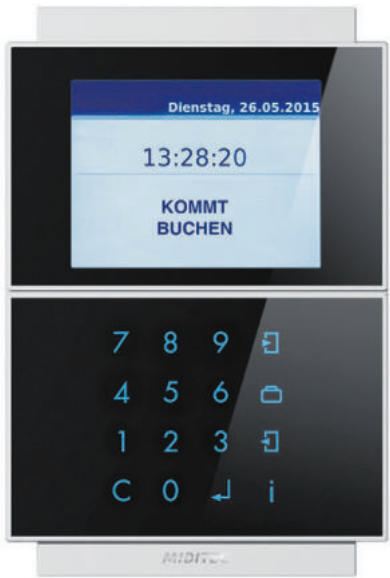 Dienstag, 26.05.2015
13:28:20
KOMMT
BUCHEN
7 8 9
4 5 6
1 2 3
C 0 i
MIDITEC